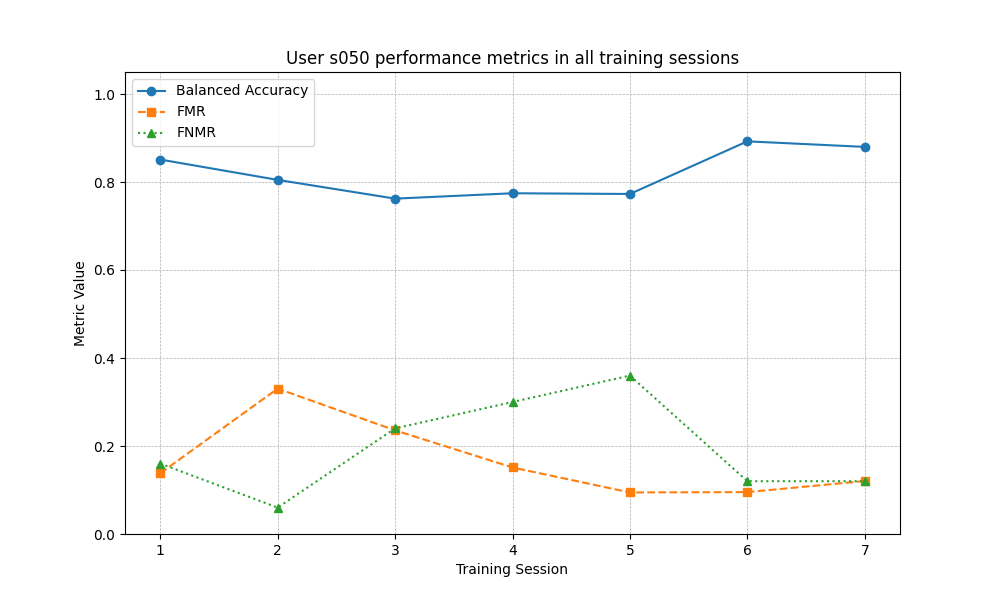 User s050 performance metrics in all training sessions
Balanced Accuracy
FMR
FNMR
Metric Value
1.0
0.8
0.6
0.4
0.2
0.0
1 2 3 4 5 6 7
Training Session